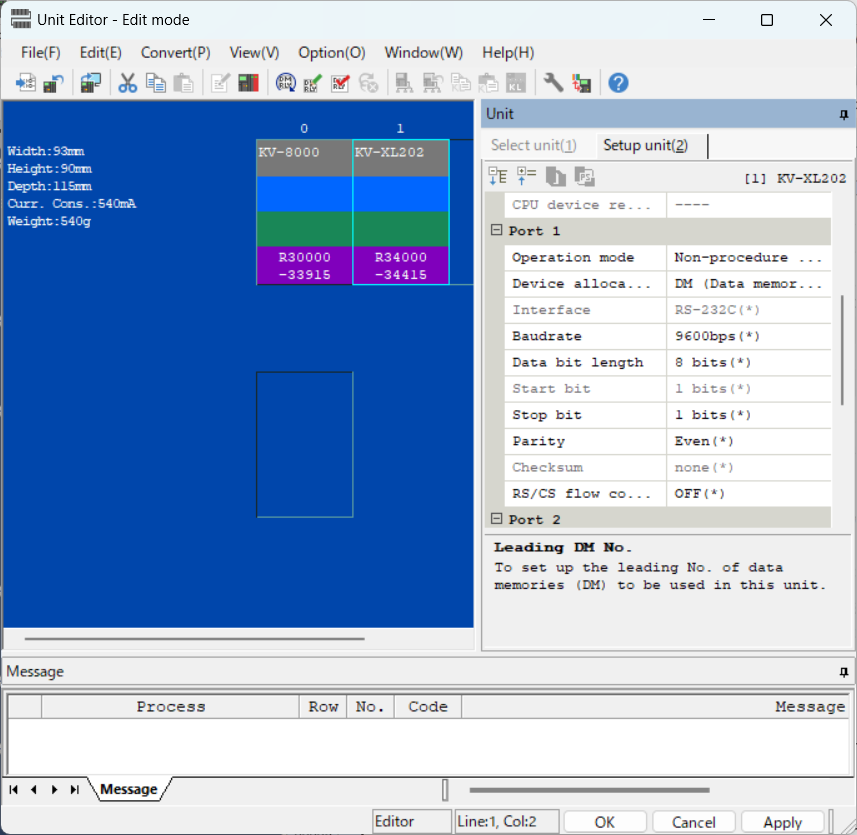 Unit Editor - Edit mode
File(F) Edit(E) Convert(P) View(V) Option(O) Window(W) Help(H)
Unit
Select unit(1) Setup unit(2)
[1] KV-XL202
0 1
Width:93mm
Height:90mm
Depth:115mm
Curr. Cons.:540mA
Weight:540g
KV-8000 KV-XL202
R30000 R34000
-33915 -34415
CPU device re... ----
Port 1
Operation mode Non-procedure ...
Device alloca... DM (Data memor...
Interface RS-232C(*)
Baudrate 9600bps(*)
Data bit length 8 bits(*)
Start bit 1 bits(*)
Stop bit 1 bits(*)
Parity Even(*)
Checksum none(*)
RS/CS flow co... OFF(*)
Port 2
Leading DM No.
To set up the leading No. of data
memories (DM) to be used in this unit.
Message
Process Row No. Code Message
Message
Editor Line:1, Col:2 OK Cancel Apply